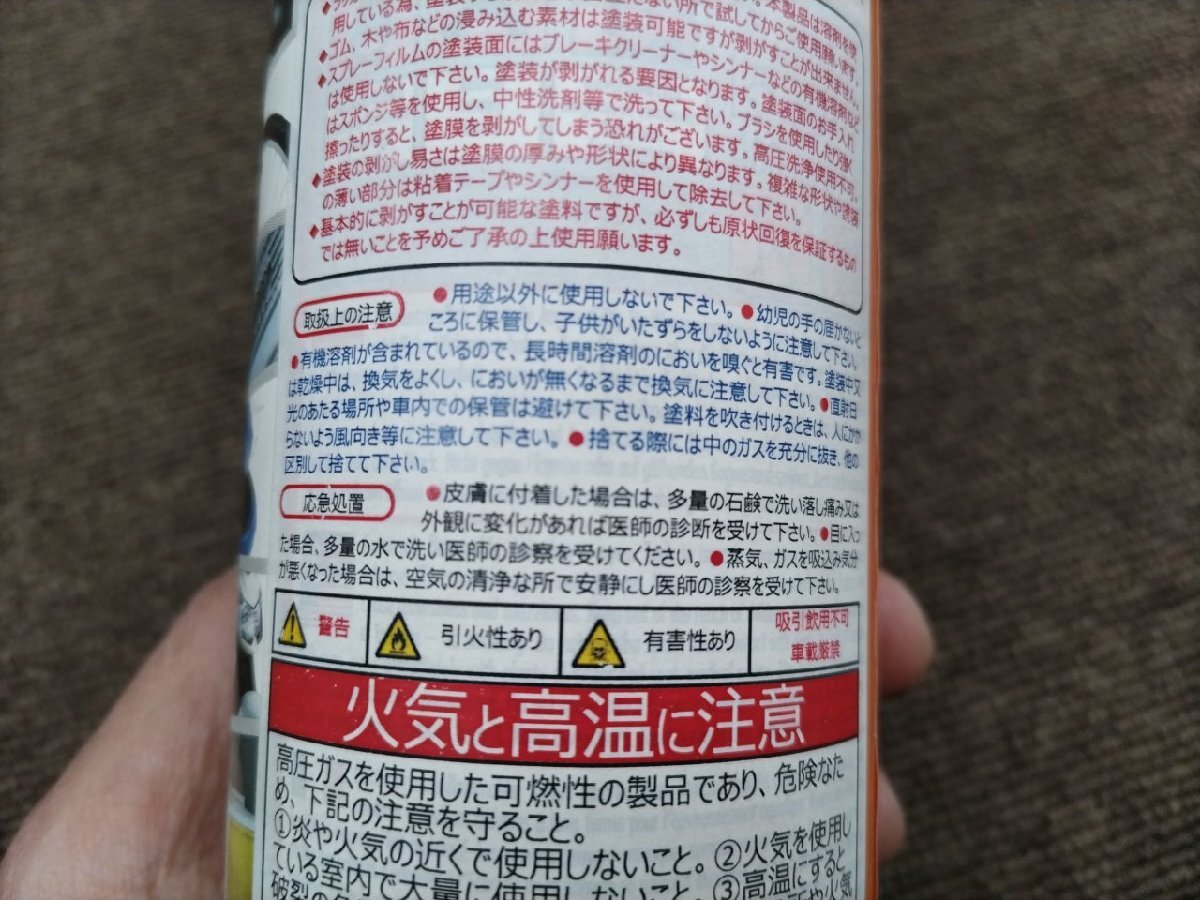 本製品は溶剤を使
用している為、塗装す 所で試してからご使用願います。
◆ゴム、木や布などの浸み込む素材は塗装可能ですが剥がすことが出来ません。
◆スプレーフィルムの塗装面にはブレーキクリーナーやシンナーなどの有機溶剤など
は使用しないで下さい。塗装が剥がれる要因となります。塗装面のお手入れ
はスポンジ等を使用し、中性洗剤等で洗って下さい。ブラシを使用したり強く
擦ったりすると、塗膜を剥がしてしまう恐れがございます。高圧洗浄使用不可。
◆塗装の剥がし易さは塗膜の厚みや形状により異なります。複雑な形状や塗装
の薄い部分は粘着テープやシンナーを使用して除去して下さい。
◆基本的に剥がすことが可能な塗料ですが、必ずしも原状回復を保証するもの
では無いことを予めご了承の上使用願います。
取扱上の注意
●用途以外に使用しないで下さい。●幼児の手の届かないと
ころに保管し、子供がいたずらをしないように注意して下さい。
●有機溶剤が含まれているので、長時間溶剤のにおいを嗅ぐと有害です。塗装中又
は乾燥中は、換気をよくし、においが無くなるまで換気に注意して下さい。●直射日
光のあたる場所や車内での保管は避けて下さい。塗料を吹き付けるときは、人にかか
らないよう風向き等に注意して下さい。●捨てる際には中のガスを充分に抜き、他の
区別して捨てて下さい。
応急処置
●皮膚に付着した場合は、多量の石鹸で洗い落し痛み又は
外観に変化があれば医師の診断を受けて下さい。●目に入っ
た場合、多量の水で洗い医師の診察を受けてください。●蒸気、ガスを吸込み気分
が悪くなった場合は、空気の清浄な所で安静にし医師の診察を受けて下さい。
警告
引火性あり
有害性あり
吸引飲用不可
車載厳禁
火気と高温に注意
高圧ガスを使用した可燃性の製品であり、危険なた
め、下記の注意を守ること。
①炎や火気の近くで使用しないこと。②火気を使用し
ている室内で大量に使用しないこと。③高温にすると
破裂の